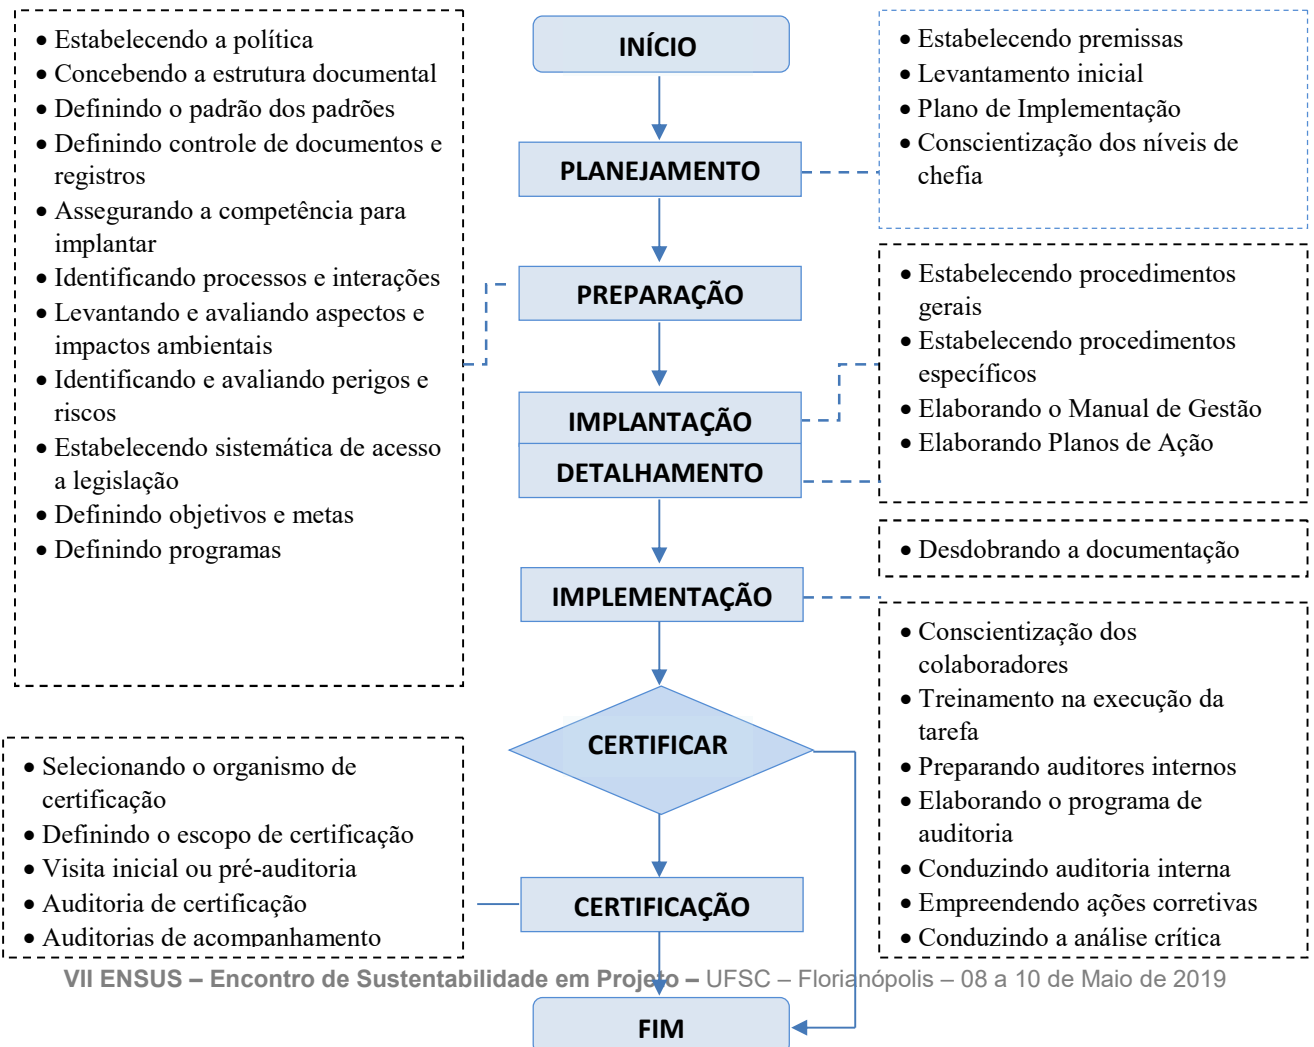 • Estabelecendo a política
• Concebendo a estrutura documental
• Definindo o padrão dos padrões
• Definindo controle de documentos e
registros
• Assegurando a competência para
implantar
• Identificando processos e interações
• Levantando e avaliando aspectos e
impactos ambientais
• Identificando e avaliando perigos e
riscos
• Estabelecendo sistemática de acesso
a legislação
• Definindo objetivos e metas
• Definindo programas
• Selecionando o organismo de
certificação
• Definindo o escopo de certificação
• Visita inicial ou pré-auditoria
• Auditoria de certificação
• Auditorias de acompanhamento
INÍCIO
PLANEJAMENTO
PREPARAÇÃO
IMPLANTAÇÃO
DETALHAMENTO
IMPLEMENTAÇÃO
CERTIFICAR
CERTIFICAÇÃO
• Estabelecendo premissas
• Levantamento inicial
• Plano de Implementação
• Conscientização dos níveis de
chefia
• Estabelecendo procedimentos
gerais
• Estabelecendo procedimentos
específicos
• Elaborando o Manual de Gestão
• Elaborando Planos de Ação
• Desdobrando a documentação
• Conscientização dos
colaboradores
• Treinamento na execução da
tarefa
• Preparando auditores internos
• Elaborando o programa de
auditoria
• Conduzindo auditoria interna
• Empreendendo ações corretivas
• Conduzindo a análise crítica
VII ENSUS – Encontro de Sustentabilidade em Projeto – UFSC – Florianópolis – 08 a 10 de Maio de 2019
FIM